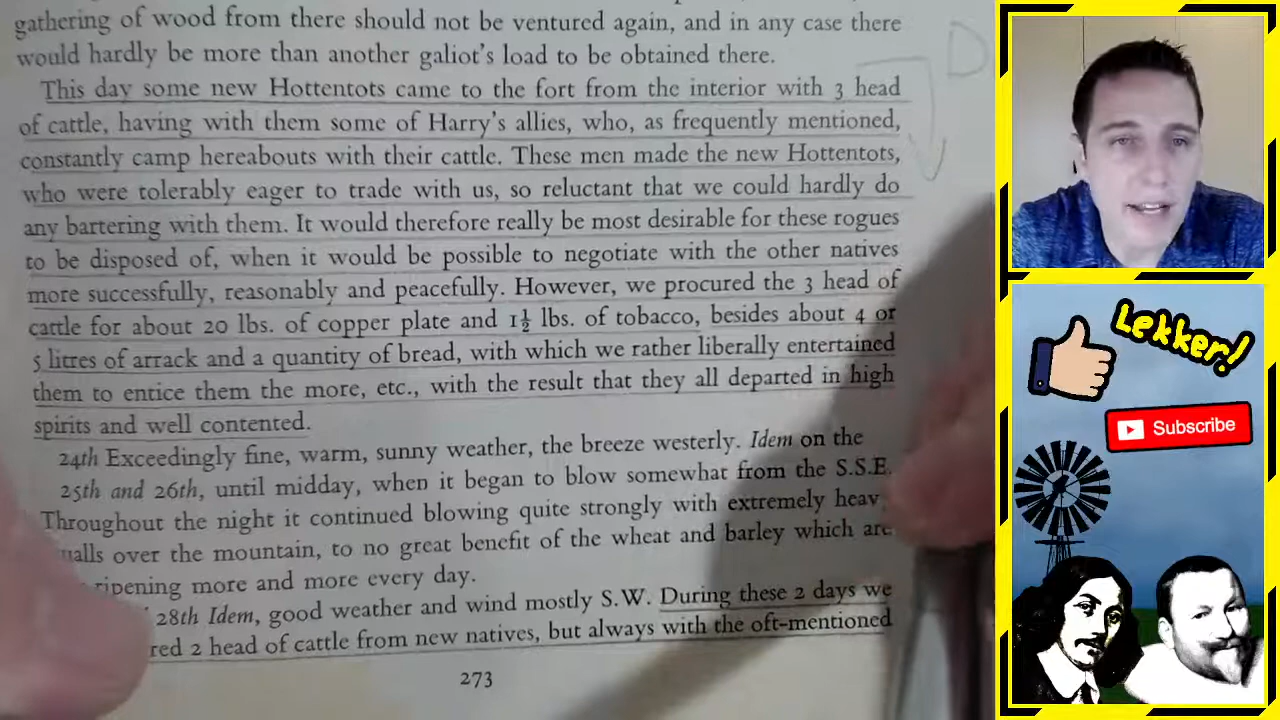 gathering of wood from there should not be ventured again, and in any case there
would hardly be more than another galiot's load to be obtained there.
This day some new Hottentots came to the fort from the interior with 3 head
of cattle, having with them some of Harry's allies, who, as frequently mentioned,
constantly camp hereabouts with their cattle. These men made the new Hottentots,
who were tolerably eager to trade with us, so reluctant that we could hardly do
any bartering with them. It would therefore really be most desirable for these rogues
to be disposed of, when it would be possible to negotiate with the other natives
more successfully, reasonably and peacefully. However, we procured the 3 head of
cattle for about 20 lbs. of copper plate and 1½ lbs. of tobacco, besides about 4 or
5 litres of arrack and a quantity of bread, with which we rather liberally entertained
them to entice them the more, etc., with the result that they all departed in high
spirits and well contented.
24th Exceedingly fine, warm, sunny weather, the breeze westerly. Idem on the
25th and 26th, until midday, when it began to blow somewhat from the S.S.E.
Throughout the night it continued blowing quite strongly with extremely heav
alls over the mountain, to no great benefit of the wheat and barley which are
ripening more and more every day.
28th Idem, good weather and wind mostly S.W. During these 2 days we
red 2 head of cattle from new natives, but always with the oft-mentioned
273
D
Lekker!
Subscribe